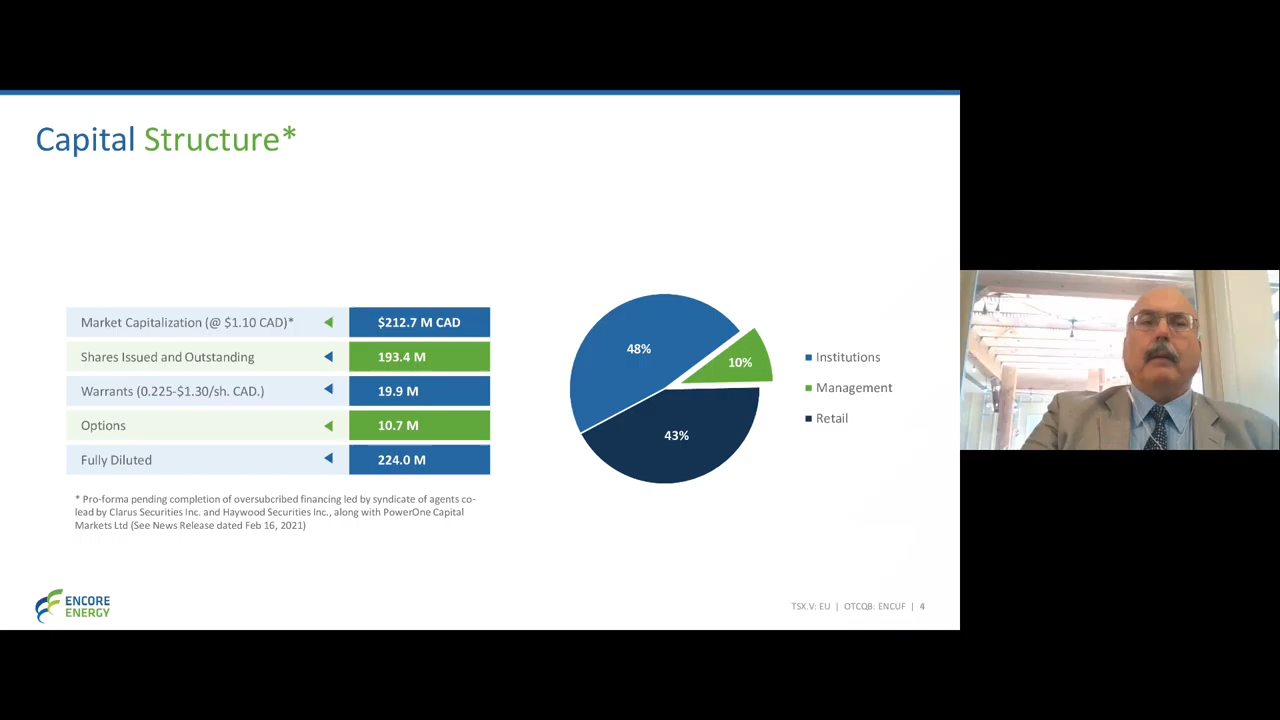 Capital Structure*
Market Capitalization (@ $1.10 CAD)* $212.7 M CAD
Shares Issued and Outstanding 193.4 M
Warrants (0.225-$1.30/sh. CAD.) 19.9 M
Options 10.7 M
Fully Diluted 224.0 M
* Pro-forma pending completion of oversubcribed financing led by syndicate of agents co-
lead by Clarus Securities Inc. and Haywood Securities Inc., along with PowerOne Capital
Markets Ltd (See News Release dated Feb 16, 2021)
48%
10%
43%
Institutions
Management
Retail
ENCORE
ENERGY
TSX.V: EU | OTCQB: ENCUF | 4